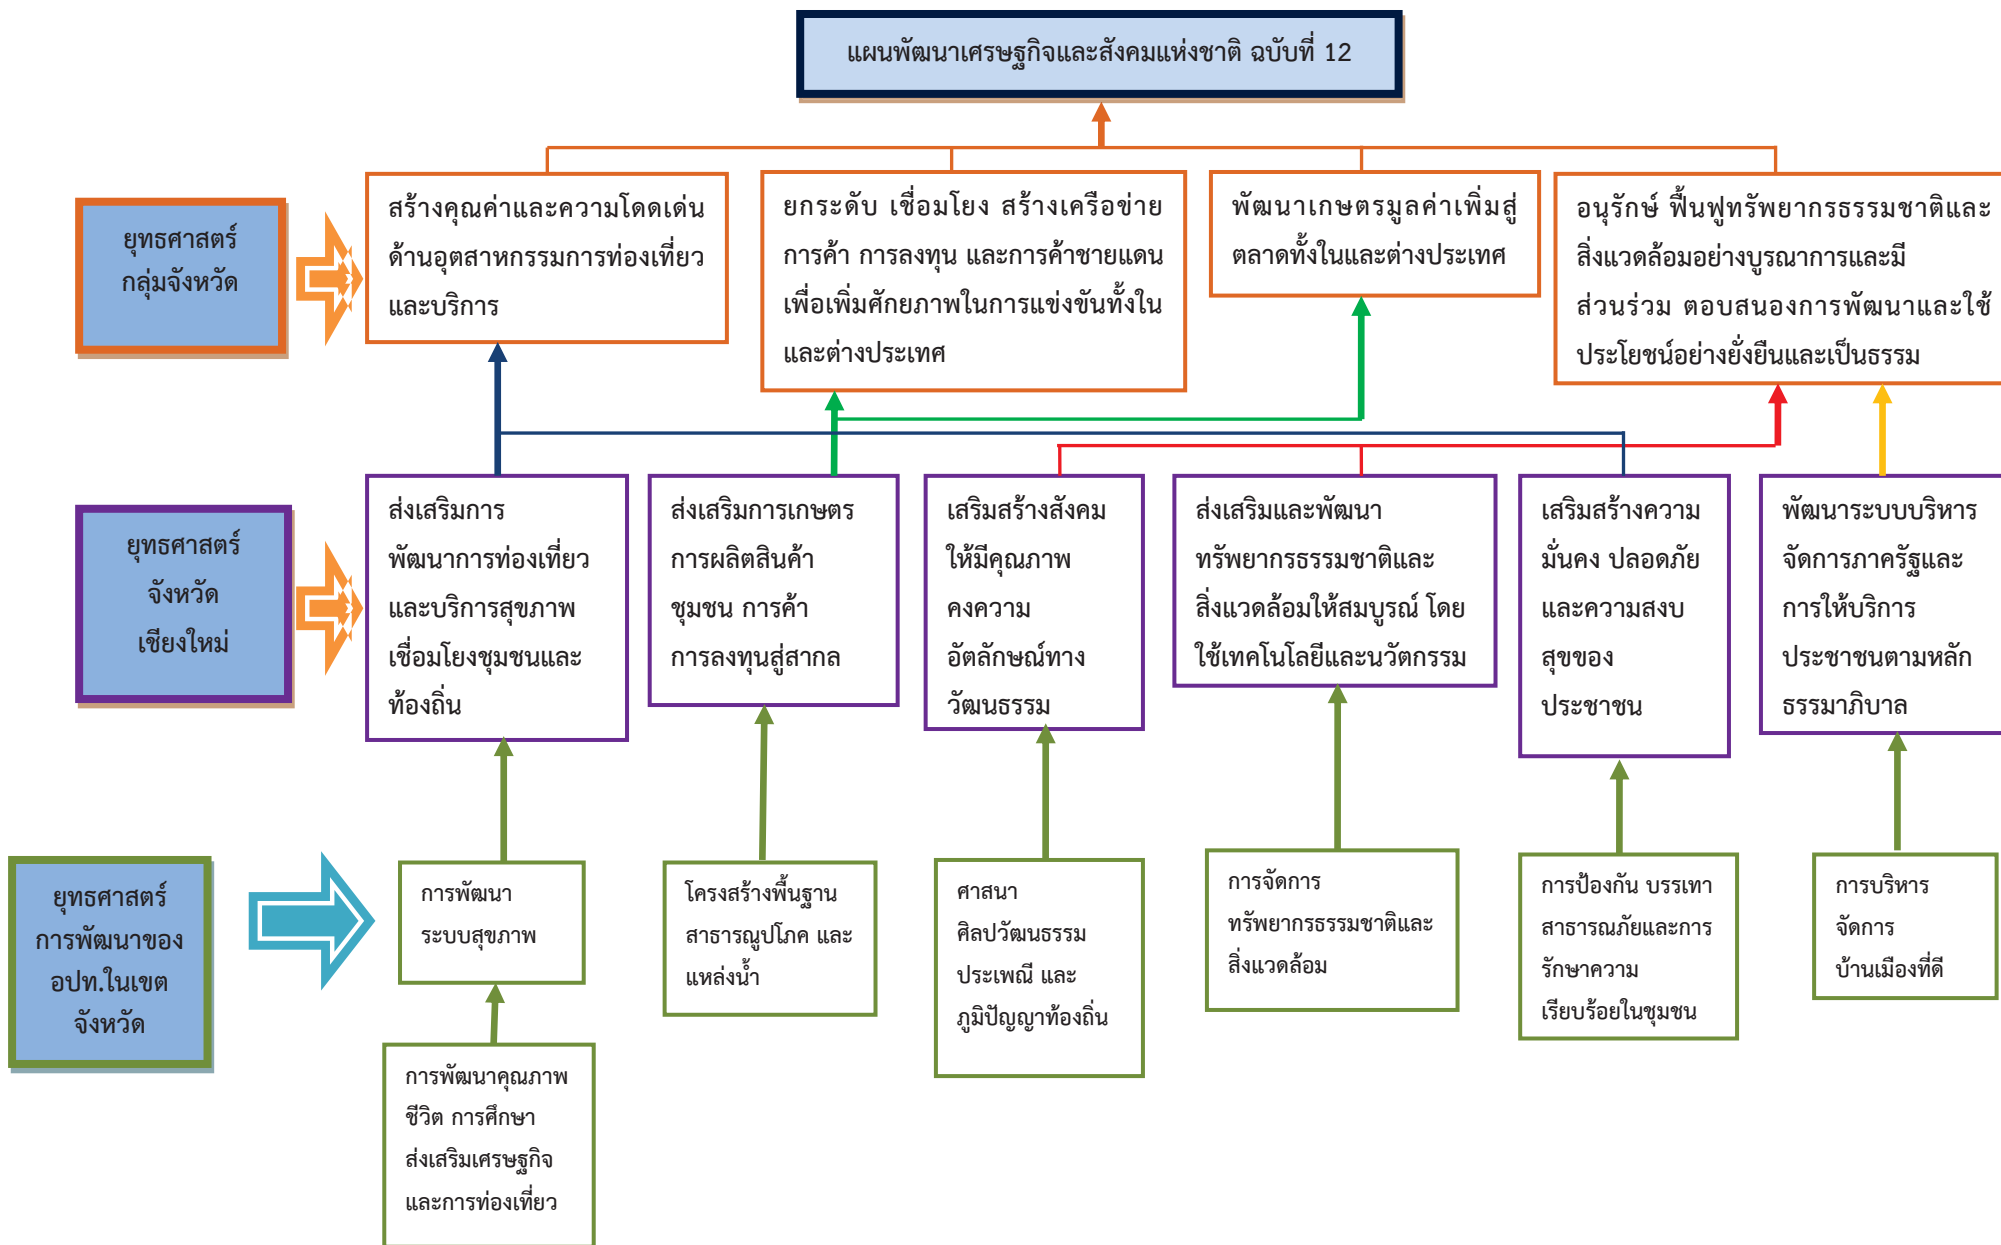 แผนพัฒนาเศรษฐกิจและสังคมแห่งชาติ ฉบับที่ 12
ยุทธศาสตร์
กลุ่มจังหวัด
สร้างคุณค่าและความโดดเด่น
ด้านอุตสาหกรรมการท่องเที่ยว
และบริการ
ยกระดับ เชื่อมโยง สร้างเครือข่าย
การค้า การลงทุน และการค้าชายแดน
เพื่อเพิ่มศักยภาพในการแข่งขันทั้งใน
และต่างประเทศ
พัฒนาเกษตรมูลค่าเพิ่มสู่
ตลาดทั้งในและต่างประเทศ
อนุรักษ์ ฟื้นฟูทรัพยากรธรรมชาติและ
สิ่งแวดล้อมอย่างบูรณาการและมี
ส่วนร่วม ตอบสนองการพัฒนาและใช้
ประโยชน์อย่างยั่งยืนและเป็นธรรม
ยุทธศาสตร์
จังหวัด
เชียงใหม่
ส่งเสริมการ
พัฒนาการท่องเที่ยว
และบริการสุขภาพ
เชื่อมโยงชุมชนและ
ท้องถิ่น
ส่งเสริมการเกษตร
การผลิตสินค้า
ชุมชน การค้า
การลงทุนสู่สากล
เสริมสร้างสังคม
ให้มีคุณภาพ
คงความ
อัตลักษณ์ทาง
วัฒนธรรม
ส่งเสริมและพัฒนา
ทรัพยากรธรรมชาติและ
สิ่งแวดล้อมให้สมบูรณ์ โดย
ใช้เทคโนโลยีและนวัตกรรม
เสริมสร้างความ
มั่นคง ปลอดภัย
และความสงบ
สุขของ
ประชาชน
พัฒนาระบบบริหาร
จัดการภาครัฐและ
การให้บริการ
ประชาชนตามหลัก
ธรรมาภิบาล
ยุทธศาสตร์
การพัฒนาของ
อปท.ในเขต
จังหวัด
การพัฒนา
ระบบสุขภาพ
โครงสร้างพื้นฐาน
สาธารณูปโภค และ
แหล่งน้ำ
ศาสนา
ศิลปวัฒนธรรม
ประเพณี และ
ภูมิปัญญาท้องถิ่น
การจัดการ
ทรัพยากรธรรมชาติและ
สิ่งแวดล้อม
การป้องกัน บรรเทา
สาธารณภัยและการ
รักษาความ
เรียบร้อยในชุมชน
การบริหาร
จัดการ
บ้านเมืองที่ดี
การพัฒนาคุณภาพ
ชีวิต การศึกษา
ส่งเสริมเศรษฐกิจ
และการท่องเที่ยว